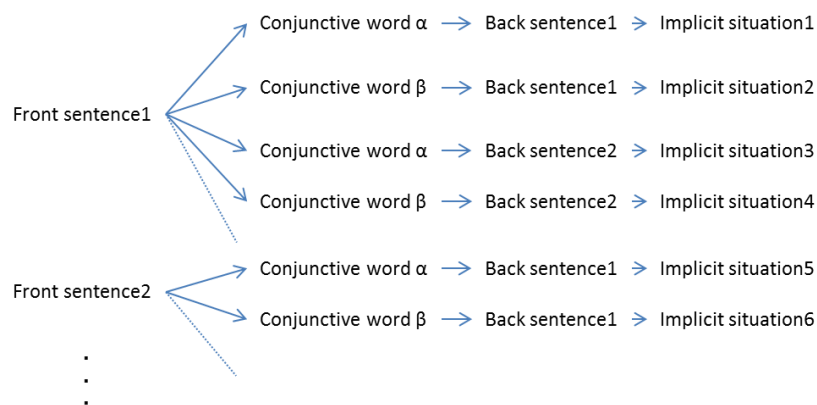 Conjunctive word α → Back sentence1 → Implicit situation1
Conjunctive word β → Back sentence1 → Implicit situation2
Front sentence1
Conjunctive word α → Back sentence2 → Implicit situation3
Conjunctive word β → Back sentence2 → Implicit situation4
Conjunctive word α → Back sentence1 → Implicit situation5
Front sentence2
Conjunctive word β → Back sentence1 → Implicit situation6